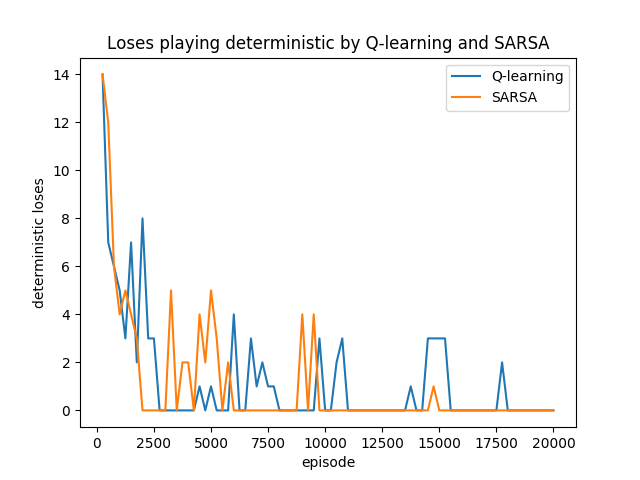 Loses playing deterministic by Q-learning and SARSA
Q-learning
SARSA
deterministic loses
14
12
10
8
6
4
2
0
0 2500 5000 7500 10000 12500 15000 17500 20000
episode